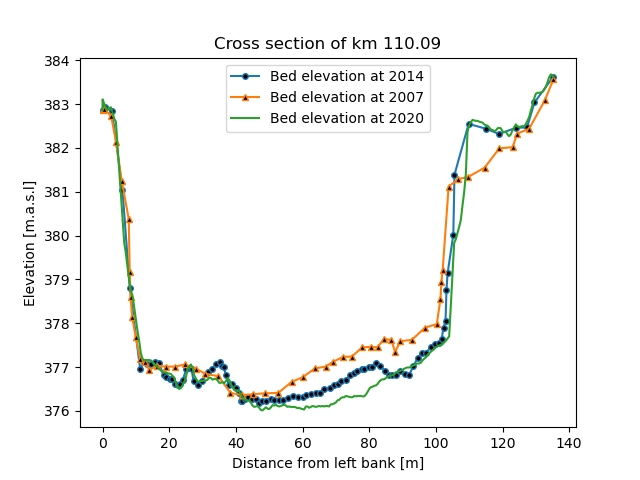 Cross section of km 110.09
Bed elevation at 2014
Bed elevation at 2007
Bed elevation at 2020
384
383
382
381
380
379
378
377
376
Elevation [m.a.s.l]
0 20 40 60 80 100 120 140
Distance from left bank [m]